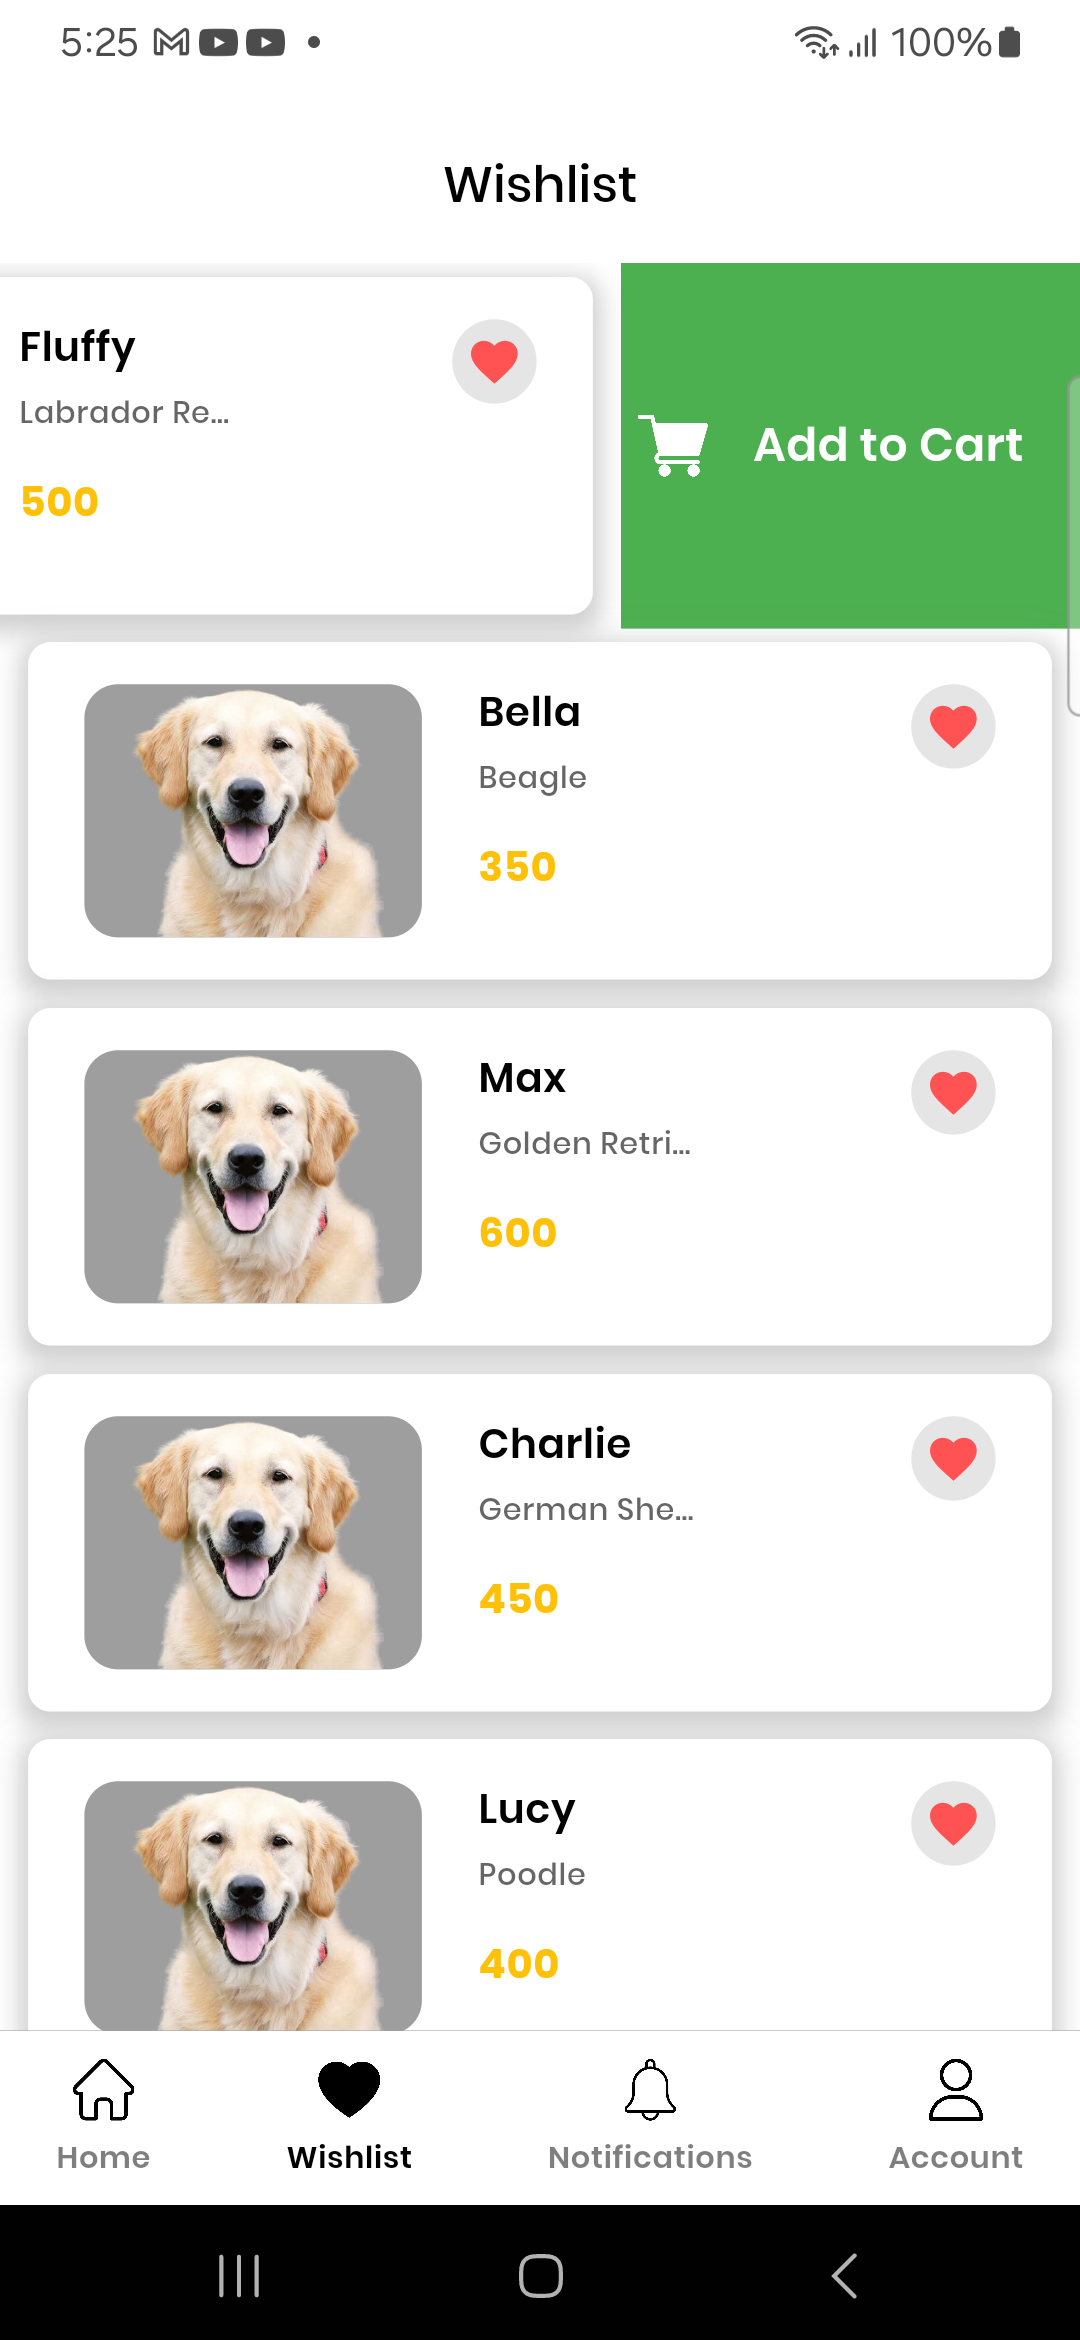 5:25
100%
Wishlist
Fluffy
Labrador Re...
500
Add to Cart
Bella
Beagle
350
Max
Golden Retri...
600
Charlie
German She...
450
Lucy
Poodle
400
Home
Wishlist
Notifications
Account